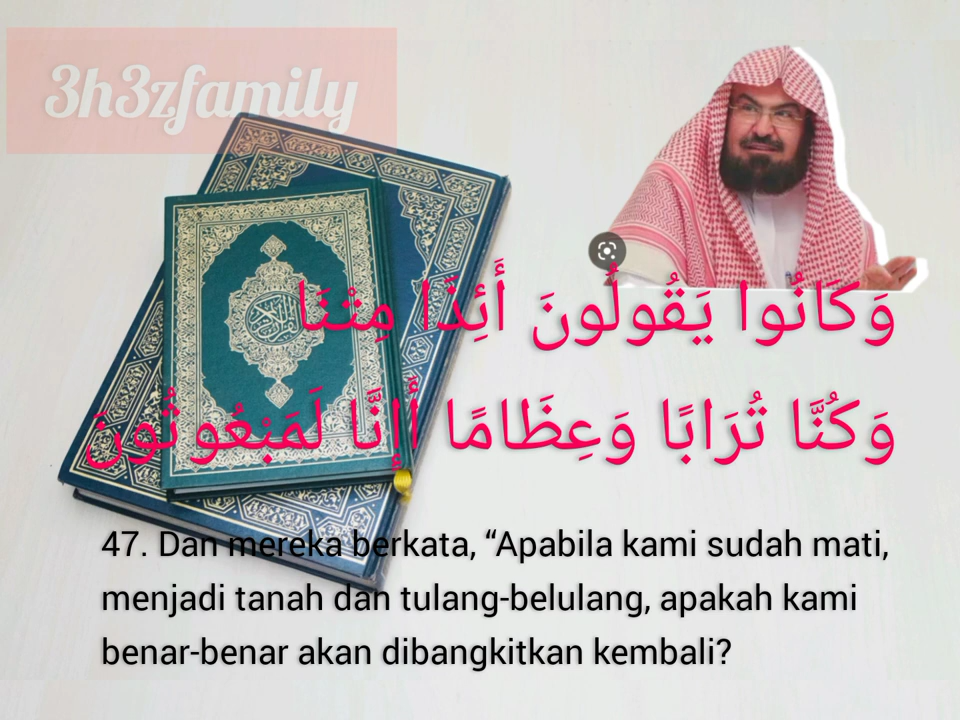 3h3zfamily
وَكَانُوا يَقُولُونَ أَئِذَا مِتْنَا
وَكُنَّا تُرَابًا وَعِظَامًا أَإِنَّا لَمَبْعُوثُونَ
47. Dan mereka berkata, “Apabila kami sudah mati,
menjadi tanah dan tulang-belulang, apakah kami
benar-benar akan dibangkitkan kembali?